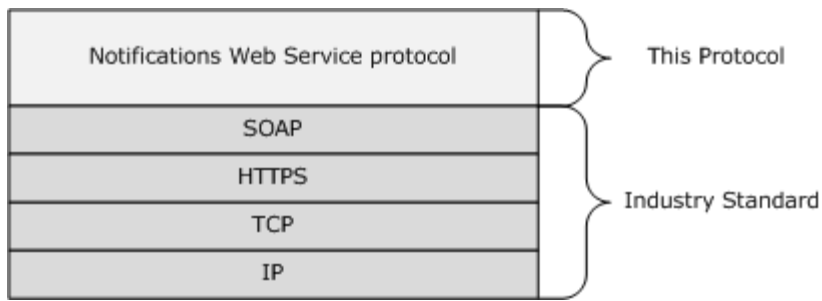 Notifications Web Service protocol
This Protocol
SOAP
HTTPS
TCP
IP
Industry Standard